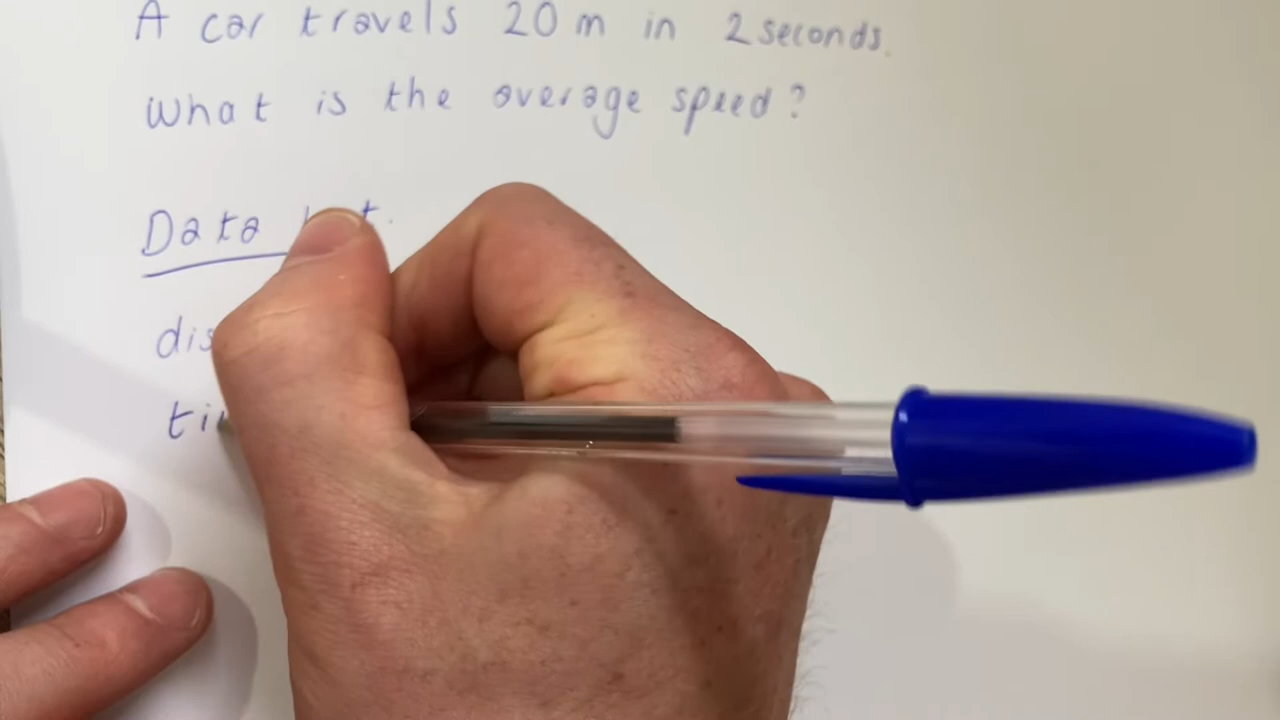 A car travels 20 m in 2 seconds.
What is the average speed?
Data